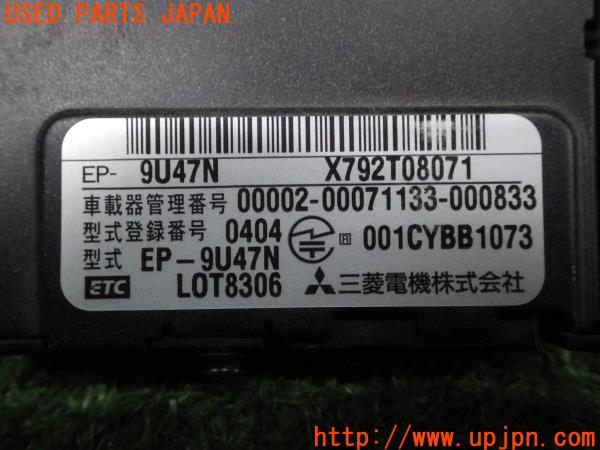 USED PARTS JAPAN
EP- 9U47N X792T08071
車載器管理番号 00002-00071133-000833
型式登録番号 0404 R 001CYBB1073
型式 EP-9U47N
ETC LOT8306 三菱電機株式会社
http://www.upjpn.com/